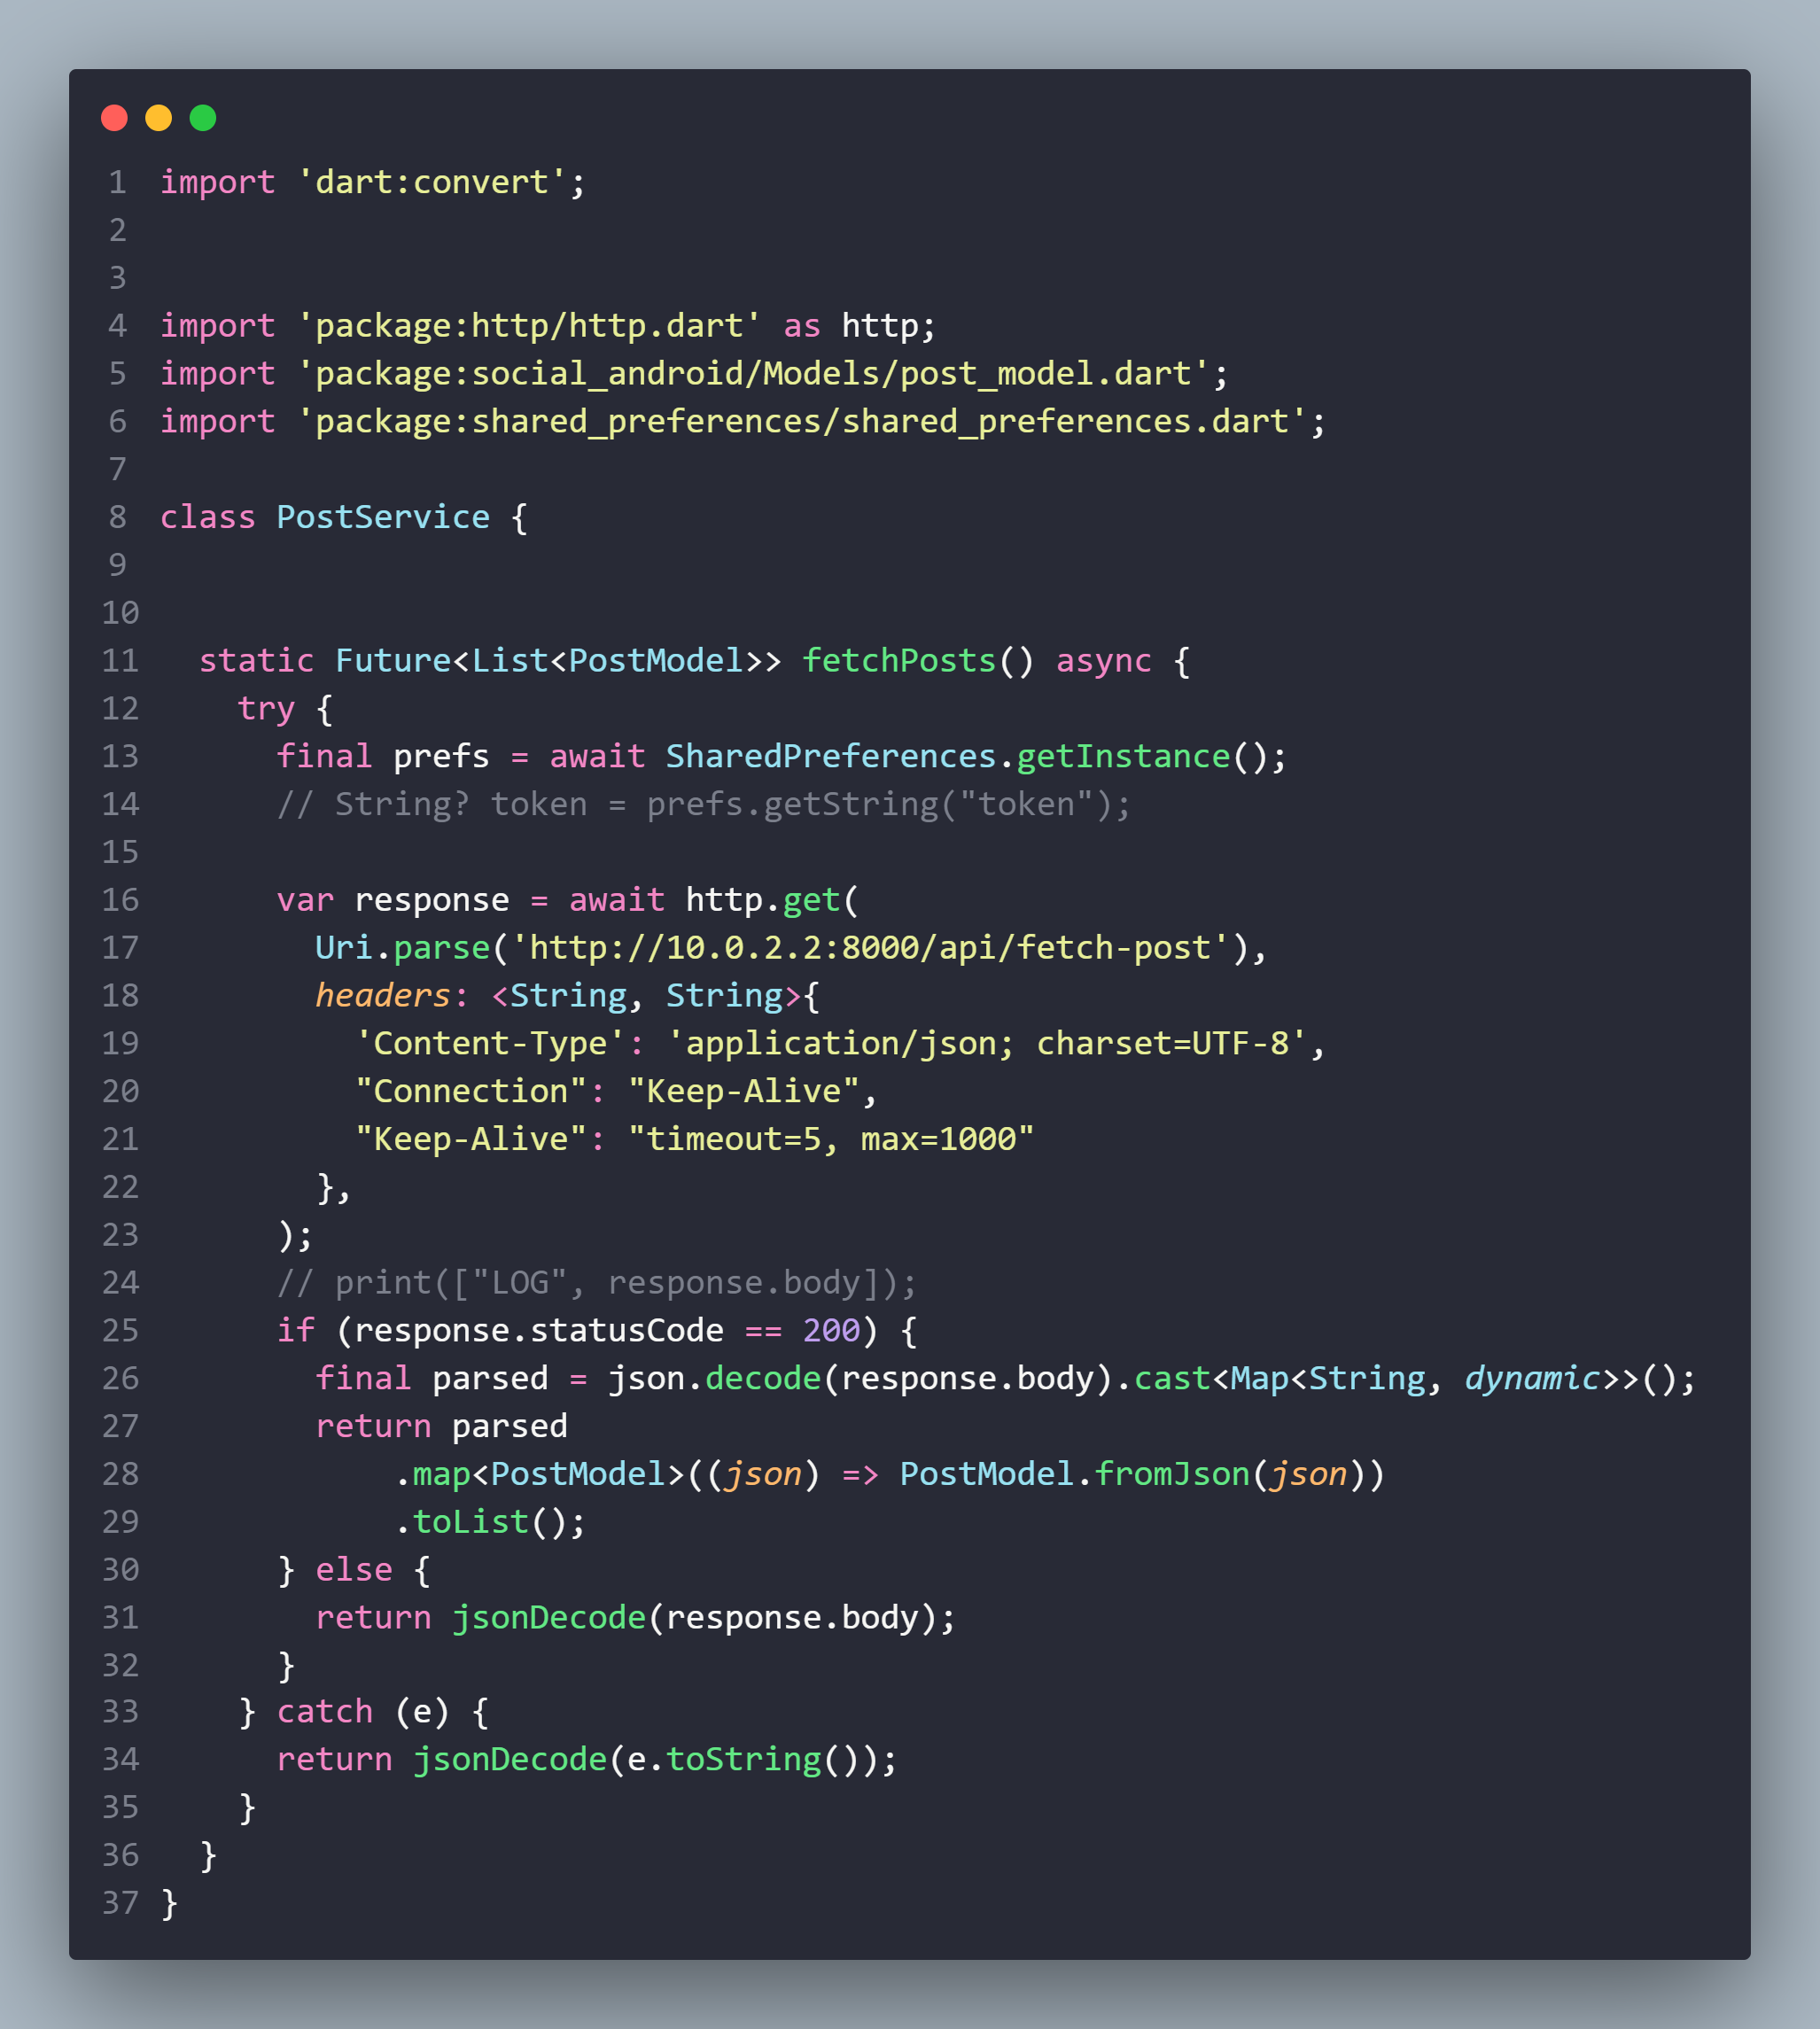 1 import 'dart:convert';
2
3
4 import 'package:http/http.dart' as http;
5 import 'package:social_android/Models/post_model.dart';
6 import 'package:shared_preferences/shared_preferences.dart';
7
8 class PostService {
9
10
11   static Future<List<PostModel>> fetchPosts() async {
12     try {
13       final prefs = await SharedPreferences.getInstance();
14       // String? token = prefs.getString("token");
15
16       var response = await http.get(
17         Uri.parse('http://10.0.2.2:8000/api/fetch-post'),
18         headers: <String, String>{
19           'Content-Type': 'application/json; charset=UTF-8',
20           "Connection": "Keep-Alive",
21           "Keep-Alive": "timeout=5, max=1000"
22         },
23       );
24       // print(["LOG", response.body]);
25       if (response.statusCode == 200) {
26         final parsed = json.decode(response.body).cast<Map<String, dynamic>>();
27         return parsed
28             .map<PostModel>((json) => PostModel.fromJson(json))
29             .toList();
30       } else {
31         return jsonDecode(response.body);
32       }
33     } catch (e) {
34       return jsonDecode(e.toString());
35     }
36   }
37 }